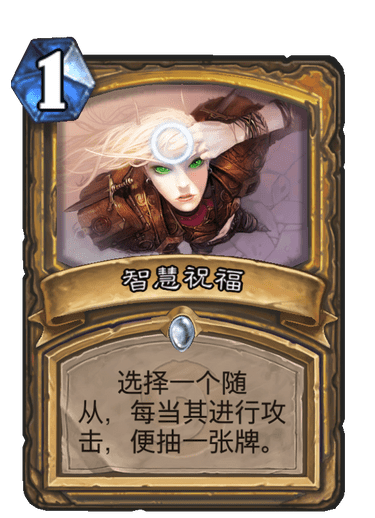 1
智慧祝福
选择一个随
从，每当其进行攻
击，便抽一张牌。